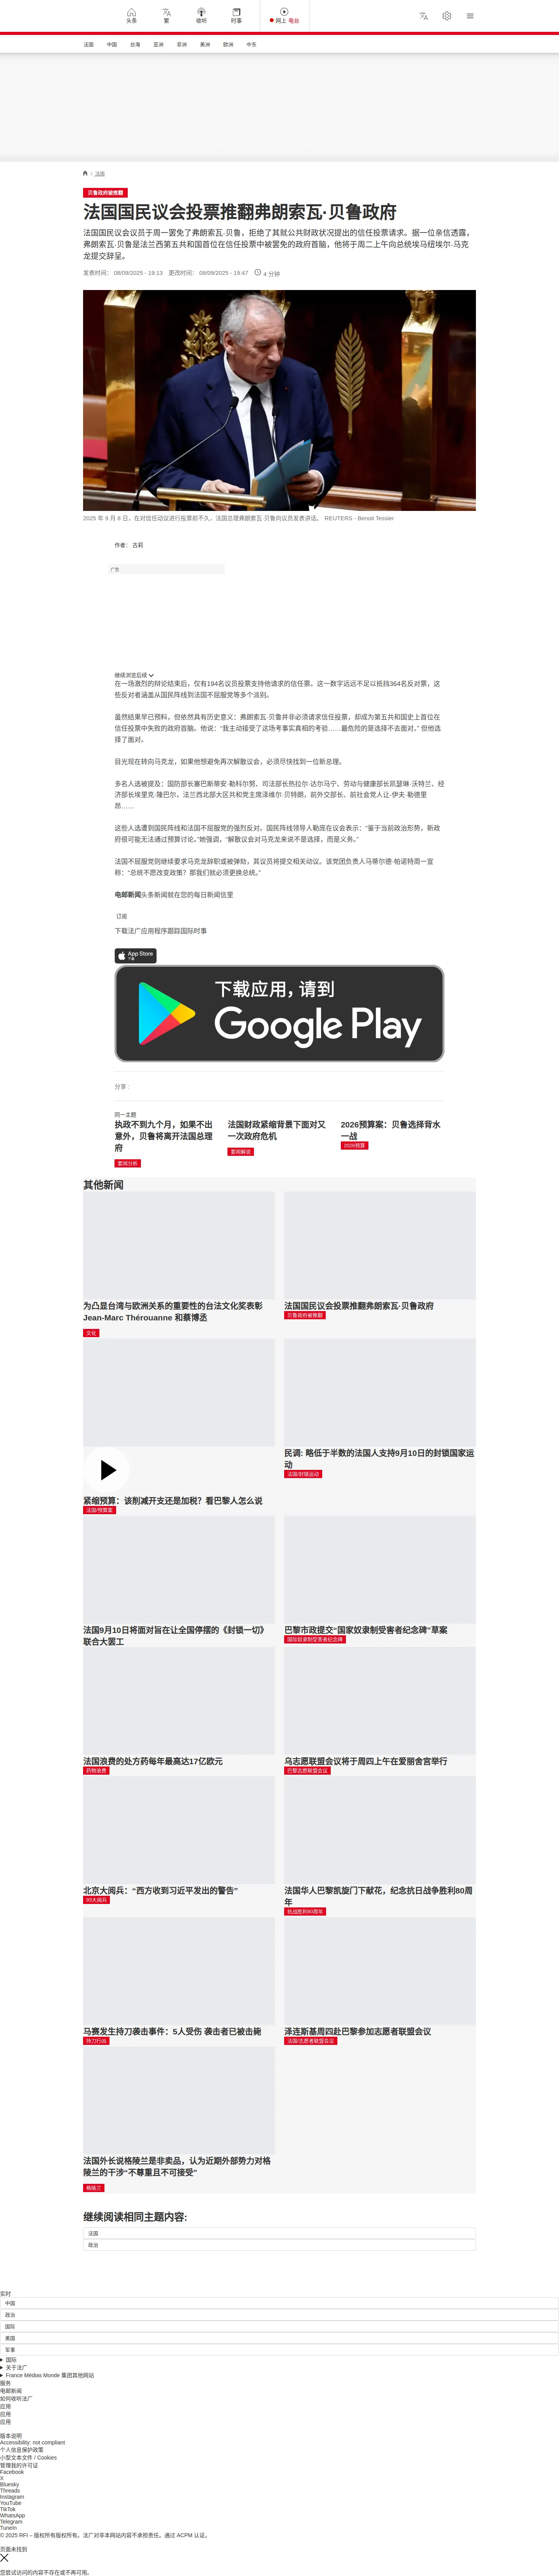 头条
繁
收听
时事
网上 电台
法国
中国
台海
亚洲
非洲
美洲
欧洲
中东
/ 法国
贝鲁政府被推翻
法国国民议会投票推翻弗朗索瓦·贝鲁政府
法国国民议会议员于周一罢免了弗朗索瓦·贝鲁，拒绝了其就公共财政状况提出的信任投票请求。据一位亲信透露，
弗朗索瓦·贝鲁是法兰西第五共和国首位在信任投票中被罢免的政府首脑，他将于周二上午向总统埃马纽埃尔·马克
龙提交辞呈。
发表时间： 08/09/2025 - 19:13 更改时间： 08/09/2025 - 19:47 4 分钟
2025 年 9 月 8 日，在对信任动议进行投票前不久，法国总理弗朗索瓦·贝鲁向议员发表讲话。 REUTERS - Benoit Tessier
作者： 古莉
广告
继续浏览后续
在一场激烈的辩论结束后，仅有194名议员投票支持他请求的信任票。这一数字远远不足以抵挡364名反对票，这
些反对者涵盖从国民阵线到法国不屈服党等多个派别。
虽然结果早已预料，但依然具有历史意义：弗朗索瓦·贝鲁并非必须请求信任投票，却成为第五共和国史上首位在
信任投票中失败的政府首脑。他说：“我主动接受了这场考事实真相的考验……最危险的是选择不去面对。” 但他选
择了面对。
目光现在转向马克龙，如果他想避免再次解散议会，必须尽快找到一位新总理。
多名人选被提及：国防部长塞巴斯蒂安·勒科尔努、司法部长热拉尔·达尔马宁、劳动与健康部长凯瑟琳·沃特兰、经
济部长埃里克·隆巴尔，法兰西北部大区共和党主席泽维尔·贝特朗，前外交部长、前社会党人让-伊夫·勒德里
昂……
这些人选遭到国民阵线和法国不屈服党的强烈反对。国民阵线领导人勒庞在议会表示：“鉴于当前政治形势，新政
府很可能无法通过预算讨论。”她强调，“解散议会对马克龙来说不是选择，而是义务。”
法国不屈服党则继续要求马克龙辞职或被弹劾，其议员将提交相关动议。该党团负责人马蒂尔德·帕诺特周一宣
称：“总统不愿改变政策？那我们就必须更换总统。”
电邮新闻头条新闻就在您的每日新闻信里
订阅
下载法广应用程序跟踪国际时事
App Store
下载
下载应用，请到
Google Play
分享 :
同一主题
执政不到九个月，如果不出
意外，贝鲁将离开法国总理
府
要闻分析
法国财政紧缩背景下面对又
一次政府危机
要闻解说
2026预算案：贝鲁选择背水
一战
2026预算
其他新闻
为凸显台湾与欧洲关系的重要性的台法文化奖表彰
Jean-Marc Thérouanne 和蔡博丞
文化
法国国民议会投票推翻弗朗索瓦·贝鲁政府
贝鲁政府被推翻
紧缩预算：该削减开支还是加税？看巴黎人怎么说
法国/预算案
民调: 略低于半数的法国人支持9月10日的封锁国家运
动
法国/封锁运动
法国9月10日将面对旨在让全国停摆的《封锁一切》
联合大罢工
巴黎市政提交“国家奴隶制受害者纪念碑”草案
国际奴隶制受害者纪念碑
法国浪费的处方药每年最高达17亿欧元
药物浪费
乌志愿联盟会议将于周四上午在爱丽舍宫举行
巴黎志愿联盟会议
北京大阅兵：“西方收到习近平发出的警告”
93大阅兵
法国华人巴黎凯旋门下献花，纪念抗日战争胜利80周
年
抗战胜利80周年
马赛发生持刀袭击事件：5人受伤 袭击者已被击毙
持刀行凶
泽连斯基周四赴巴黎参加志愿者联盟会议
法国/志愿者联盟会议
法国外长说格陵兰是非卖品，认为近期外部势力对格
陵兰的干涉“不尊重且不可接受”
格陵兰
继续阅读相同主题内容:
法国
政治
实时
中国
政治
国际
美国
军事
国际
关于法广
France Médias Monde 集团其他网站
服务
电邮新闻
如何收听法广
应用
应用
应用
版本说明
Accessibility: not compliant
个人信息保护政策
小型文本文件 / Cookies
管理我的许可证
Facebook
X
Bluesky
Threads
Instagram
YouTube
TikTok
WhatsApp
Telegram
TuneIn
© 2025 RFI – 版权所有版权所有。法广对非本网站内容不承担责任。通过 ACPM 认证。
页面未找到
您尝试访问的内容不存在或不再可用。